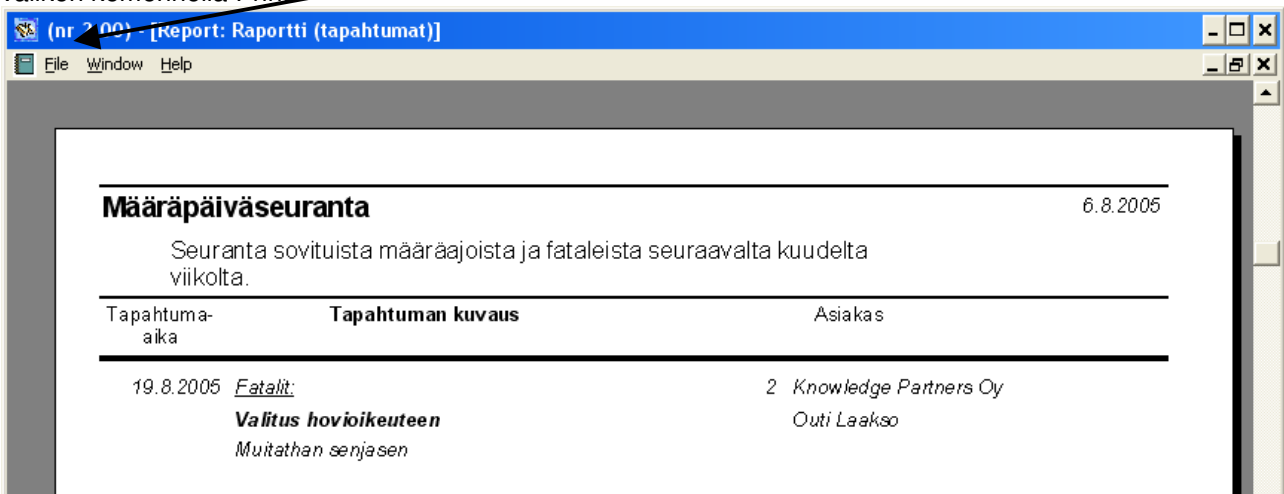 (nr 2.00) - [Report: Raportti (tapahtumat)]
File Window Help
Määräpäiväseuranta 6.8.2005
Seuranta sovituista määräajoista ja fataleista seuraavalta kuudelta
viikolta.
Tapahtuma-
aika Tapahtuman kuvaus Asiakas
19.8.2005 Fatalit: 2 Knowledge Partners Oy
Valitus hovioikeuteen Outi Laakso
Muitathan senjasen